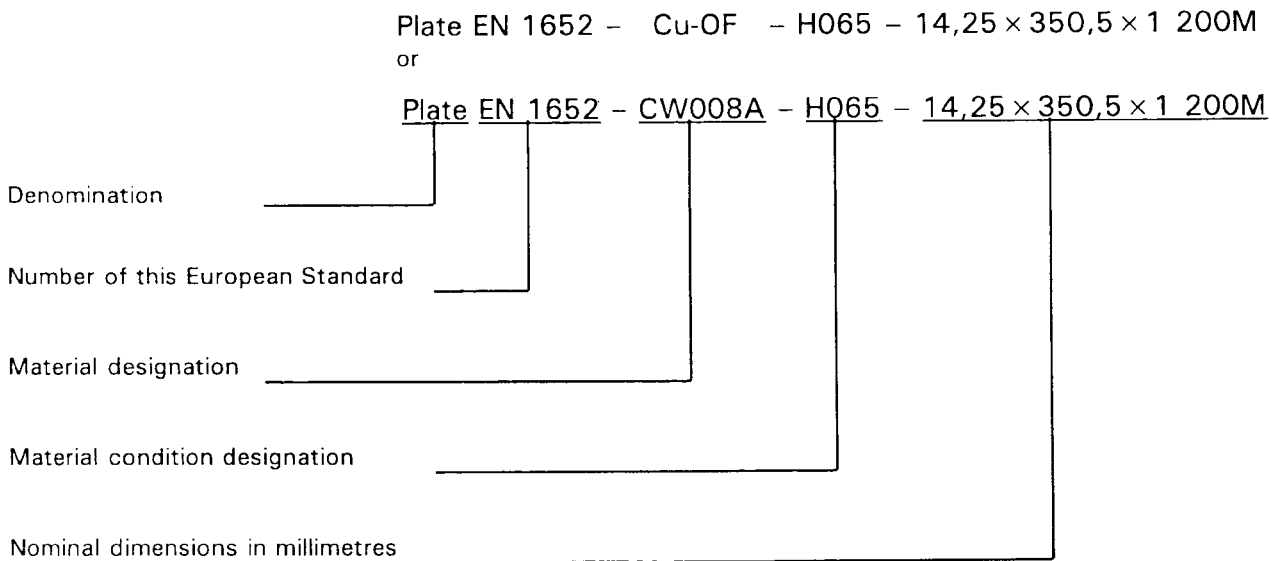 Plate EN 1652 – Cu-OF – H065 – 14,25 × 350,5 × 1 200M
or
Plate EN 1652 – CW008A – H065 – 14,25 × 350,5 × 1 200M
Denomination
Number of this European Standard
Material designation
Material condition designation
Nominal dimensions in millimetres